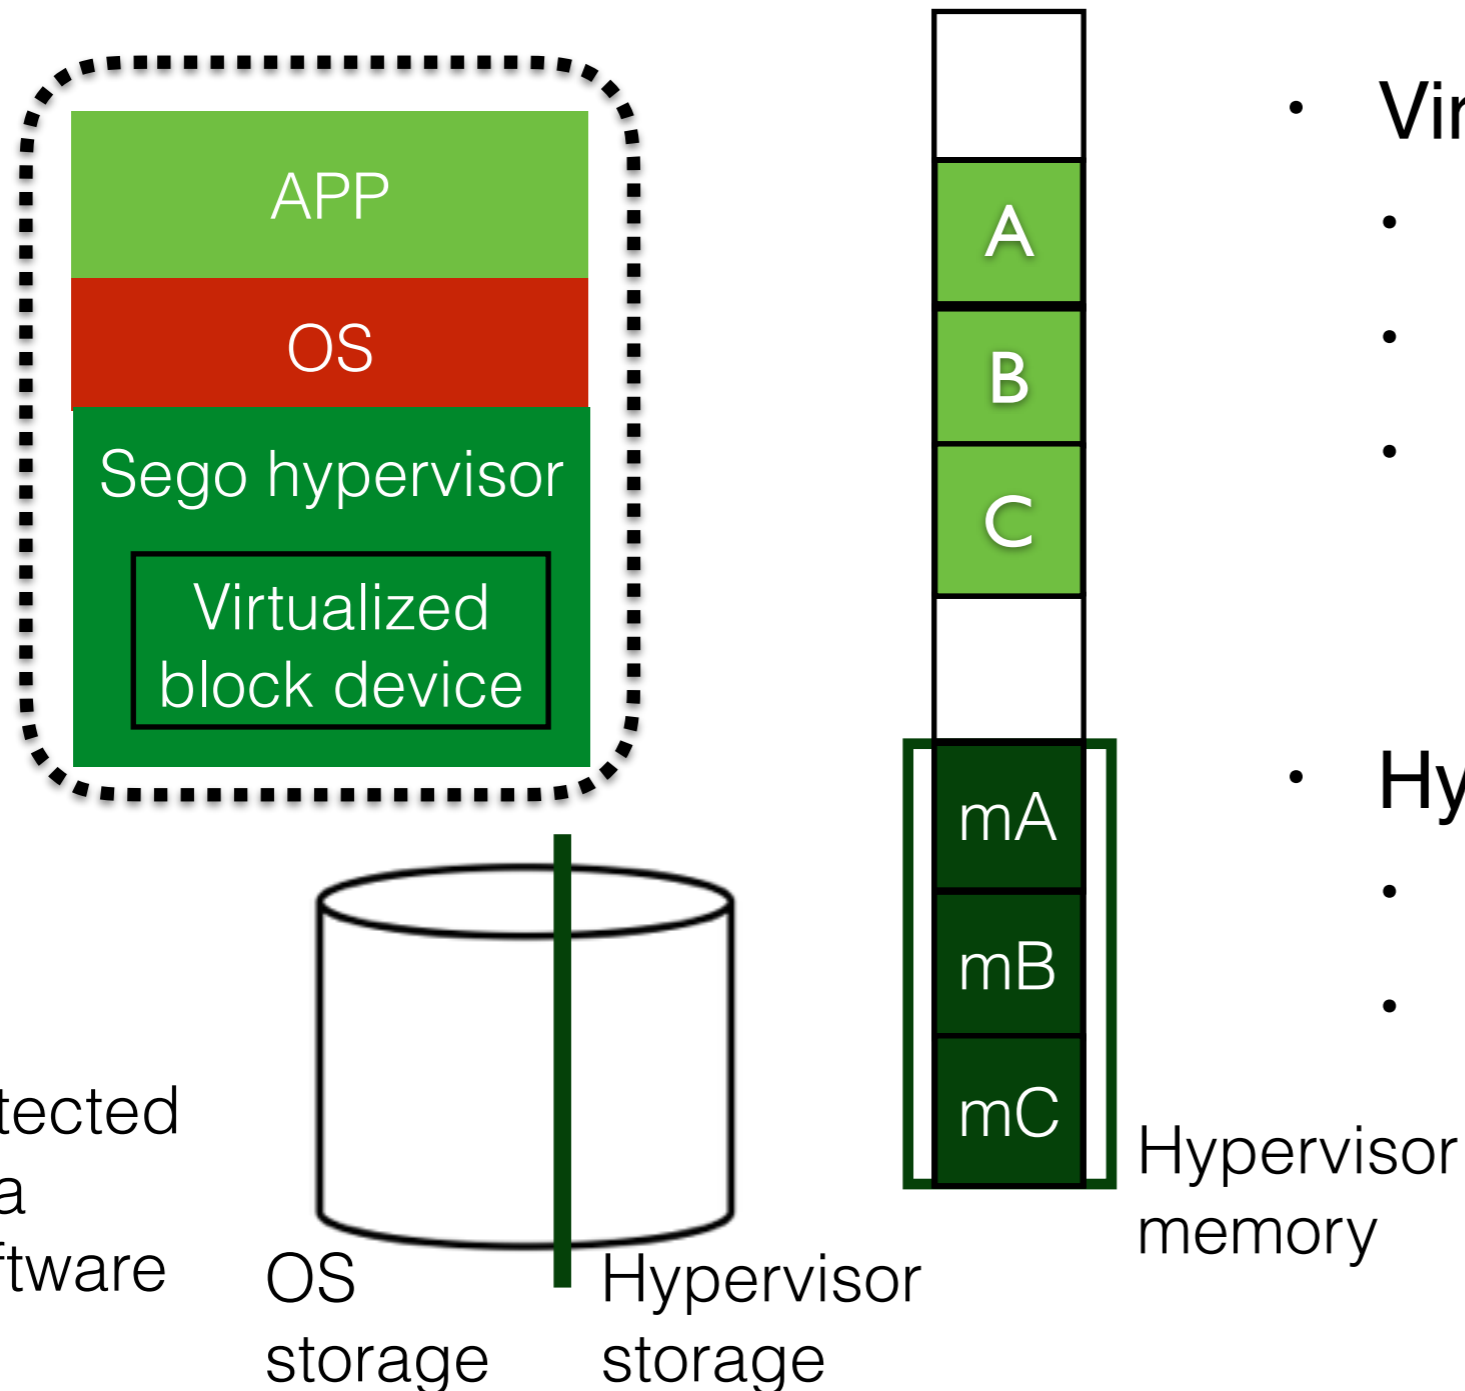 APP
OS
Sego hypervisor
Virtualized
block device
A
B
C
mA
mB
mC
Hypervisor
memory
OS
storage
Hypervisor
storage
tected
a
ftware
• Vir
•
•
•
• Hy
•
•